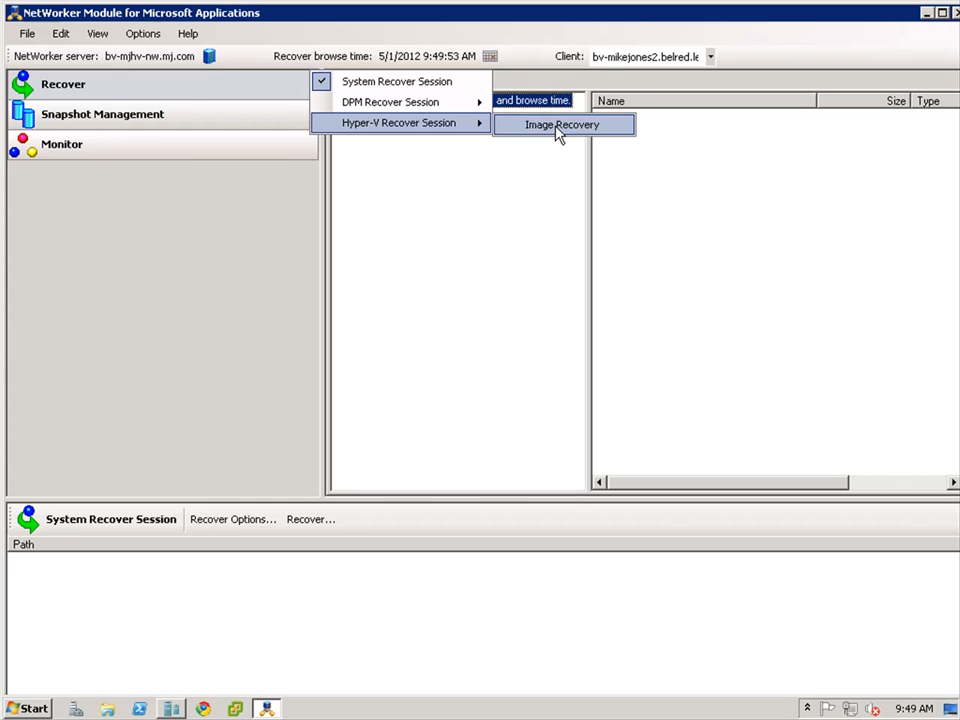 NetWorker Module for Microsoft Applications
File Edit View Options Help
NetWorker server: bv-mjhv-nw.mj.com Recover browse time: 5/1/2012 9:49:53 AM Client: bv-mikejones2.belred.le
Recover
System Recover Session
DPM Recover Session
Hyper-V Recover Session
Image Recovery
and browse time.
Name Size Type
Snapshot Management
Monitor
System Recover Session Recover Options... Recover...
Path
Start 9:49 AM